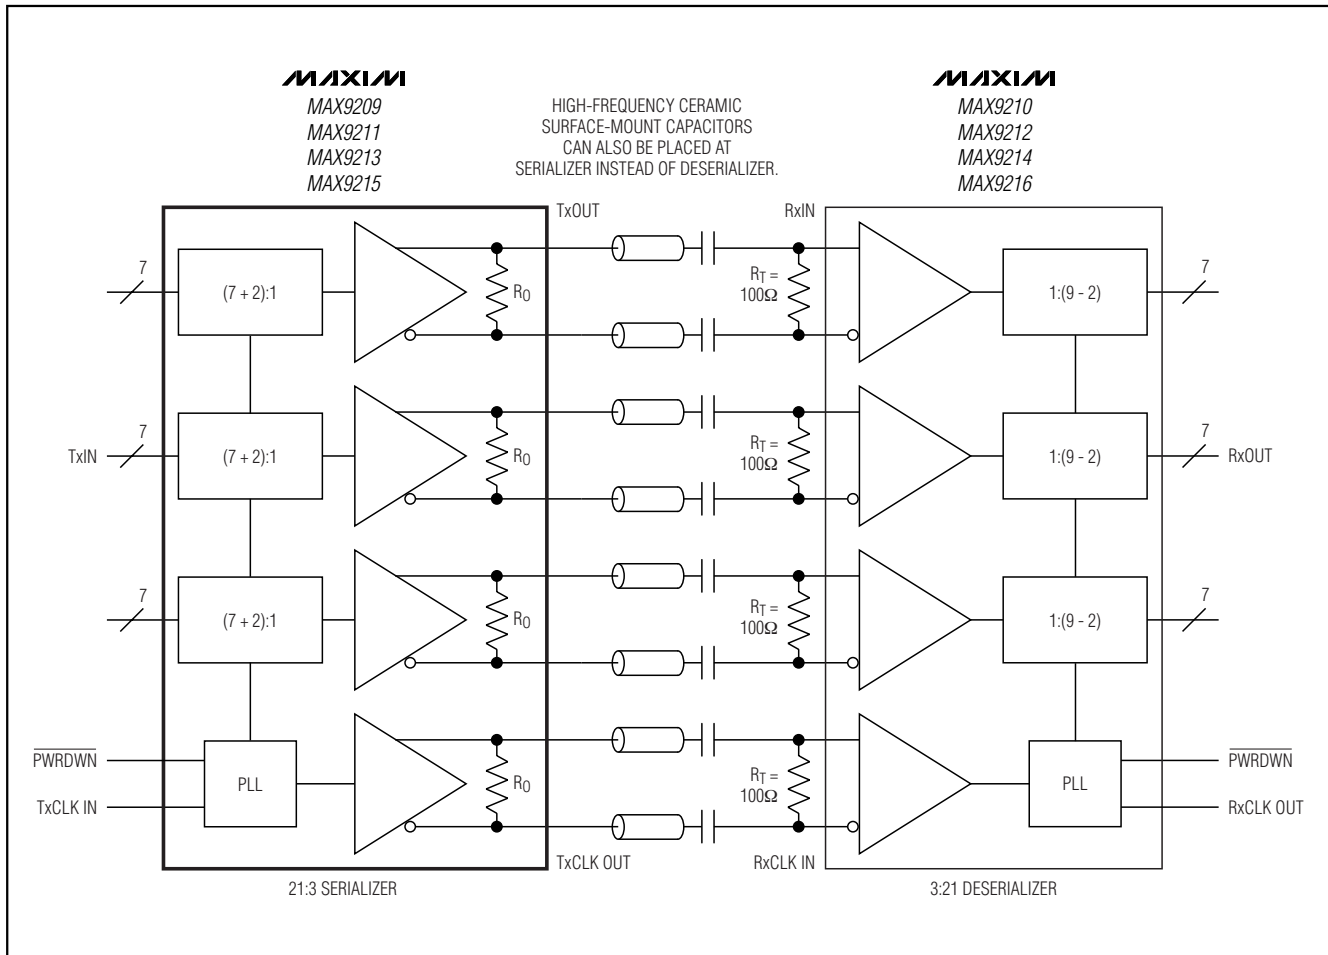 MAXIM
MAX9209
MAX9211
MAX9213
MAX9215
HIGH-FREQUENCY CERAMIC
SURFACE-MOUNT CAPACITORS
CAN ALSO BE PLACED AT
SERIALIZER INSTEAD OF DESERIALIZER.
MAXIM
MAX9210
MAX9212
MAX9214
MAX9216
TxOUT
RxIN
7
(7 + 2):1
RO
RT =
100Ω
1:(9 - 2)
7
TxIN
7
(7 + 2):1
RO
RT =
100Ω
1:(9 - 2)
7
RxOUT
7
(7 + 2):1
RO
RT =
100Ω
1:(9 - 2)
7
PWRDWN
TxCLK IN
PLL
RO
RT =
100Ω
PLL
PWRDWN
RxCLK OUT
TxCLK OUT
RxCLK IN
21:3 SERIALIZER
3:21 DESERIALIZER